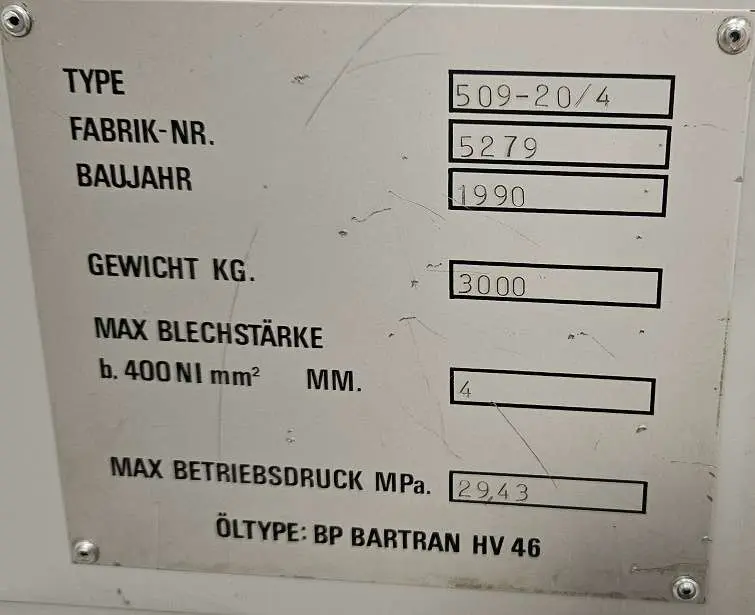 TYPE 509-20/4
FABRIK-NR. 5279
BAUJAHR 1990
GEWICHT KG. 3000
MAX BLECHSTÄRKE
b. 400 NI mm² MM. 4
MAX BETRIEBSDRUCK MPa. 29,43
ÖLTYPE: BP BARTRAN HV 46